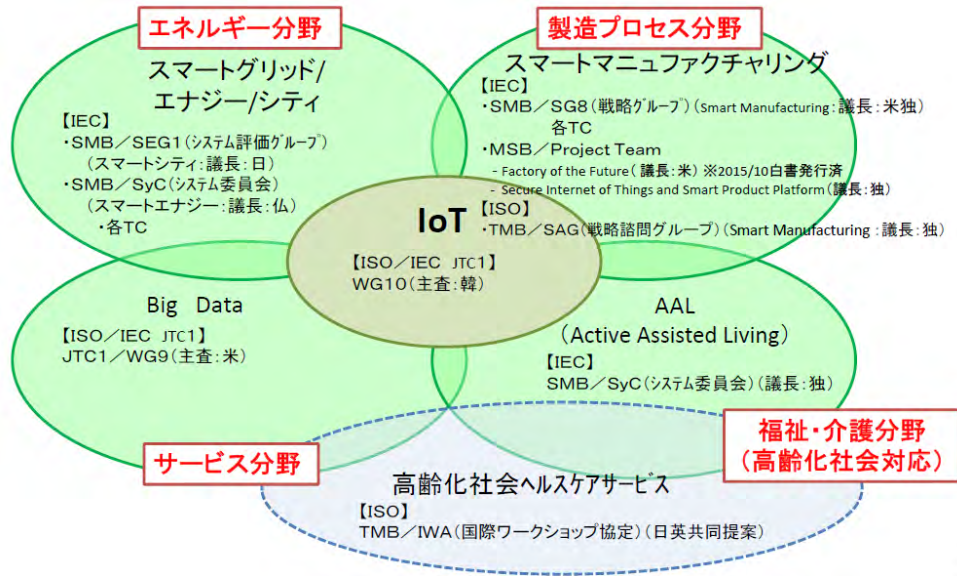 エネルギー分野
スマートグリッド/
エナジー/シティ
【IEC】
・SMB/SEG1(システム評価グループ)
(スマートシティ:議長:日)
・SMB/SyC(システム委員会)
(スマートエナジー:議長:仏)
・各TC
製造プロセス分野
スマートマニュファクチャリング
【IEC】
・SMB/SG8(戦略グループ)(Smart Manufacturing:議長:米独)
各TC
・MSB/Project Team
- Factory of the Future(議長:米)※2015/10白書発行済
- Secure Internet of Things and Smart Product Platform(議長:独)
【ISO】
・TMB/SAG(戦略諮問グループ)(Smart Manufacturing:議長:独)
IoT
【ISO/IEC JTC1】
WG10(主査:韓)
Big Data
【ISO/IEC JTC1】
JTC1/WG9(主査:米)
サービス分野
AAL
(Active Assisted Living)
【IEC】
SMB/SyC(システム委員会)(議長:独)
福祉・介護分野
(高齢化社会対応)
高齢化社会ヘルスケアサービス
【ISO】
TMB/IWA(国際ワークショップ協定)(日英共同提案)